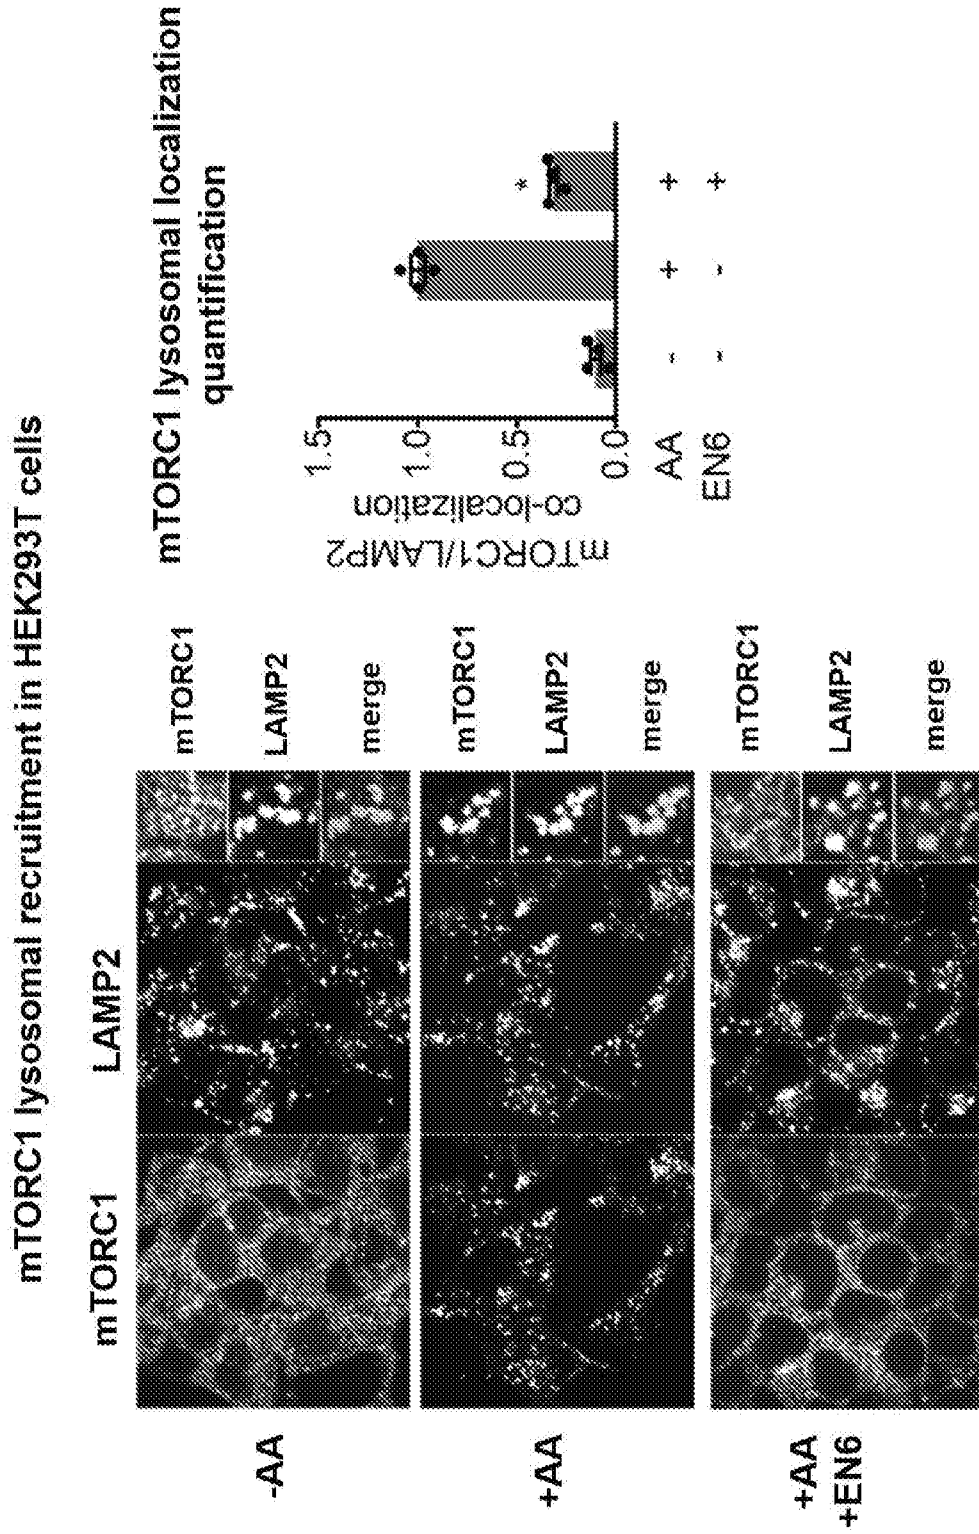 mTORC1 lysosomal recruitment in HEK293T cells
mTORC1 LAMP2
-AA
mTORC1
LAMP2
merge
+AA
mTORC1
LAMP2
merge
+AA
+EN6
mTORC1
LAMP2
merge
mTORC1 lysosomal localization
quantification
mTORC1/LAMP2
co-localization
1.5
1.0
0.5
0.0
*
AA - + +
EN6 - - +